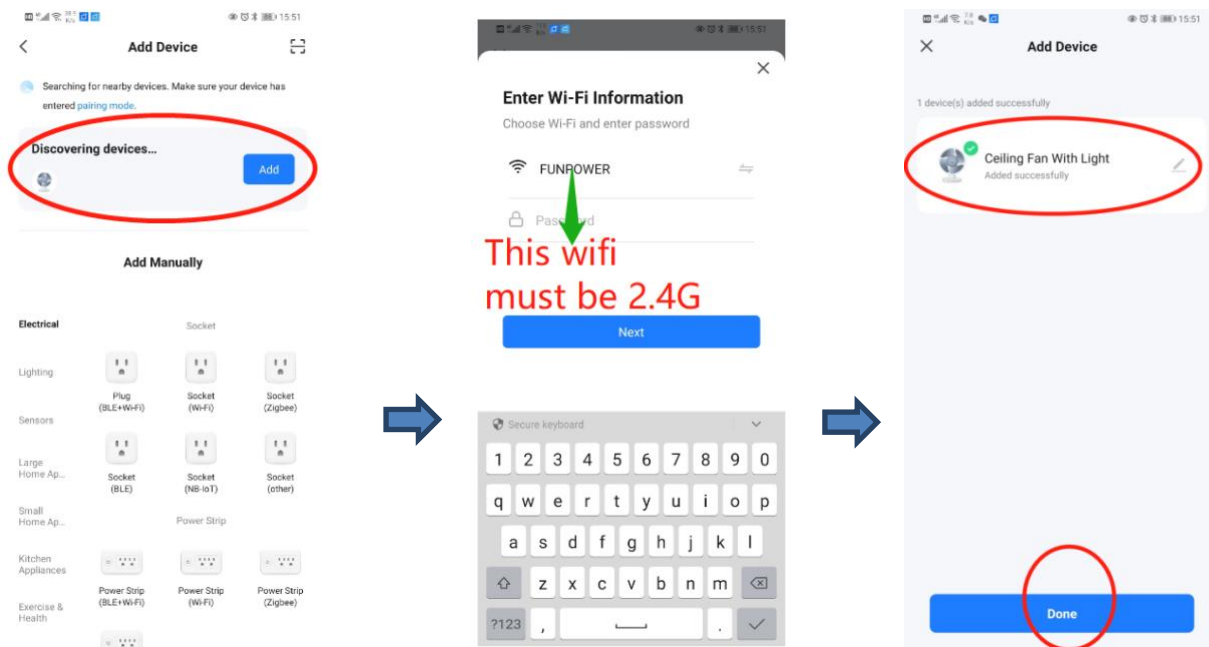 15:51
Add Device
Searching for nearby devices. Make sure your device has
entered pairing mode.
Discovering devices...
Add
Add Manually
Electrical
Socket
Lighting
Plug
(BLE+Wi-Fi)
Socket
(Wi-Fi)
Socket
(Zigbee)
Sensors
Large
Home Ap...
Socket
(BLE)
Socket
(NB-IoT)
Socket
(other)
Small
Home Ap...
Power Strip
Kitchen
Appliances
Power Strip
(BLE+Wi-Fi)
Power Strip
(Wi-Fi)
Power Strip
(Zigbee)
Exercise &
Health
15:51
Enter Wi-Fi Information
Choose Wi-Fi and enter password
FUNPOWER
Password
This wifi
must be 2.4G
Next
Secure keyboard
1 2 3 4 5 6 7 8 9 0
q w e r t y u i o p
a s d f g h j k l
z x c v b n m
?123 , .
15:51
Add Device
1 device(s) added successfully
Ceiling Fan With Light
Added successfully
Done